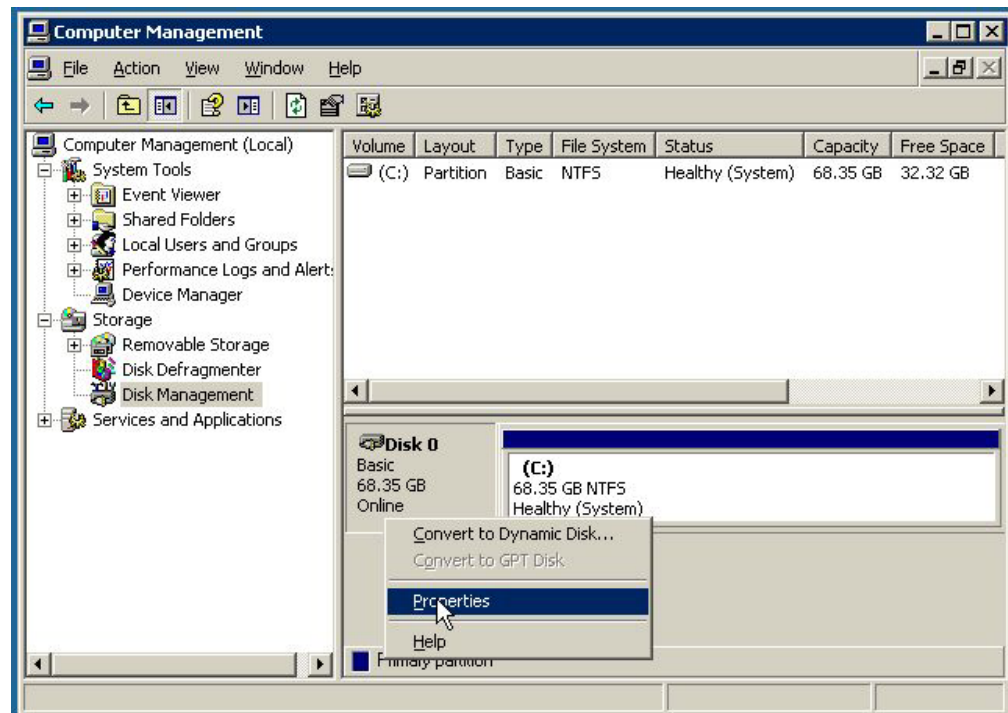 Computer Management
File Action View Window Help
Computer Management (Local)
System Tools
Event Viewer
Shared Folders
Local Users and Groups
Performance Logs and Alert
Device Manager
Storage
Removable Storage
Disk Defragmenter
Disk Management
Services and Applications
Volume Layout Type File System Status Capacity Free Space
(C:) Partition Basic NTFS Healthy (System) 68.35 GB 32.32 GB
Disk 0
Basic
68.35 GB
Online
(C:)
68.35 GB NTFS
Healthy (System)
Convert to Dynamic Disk...
Convert to GPT Disk
Properties
Help
Primary partition